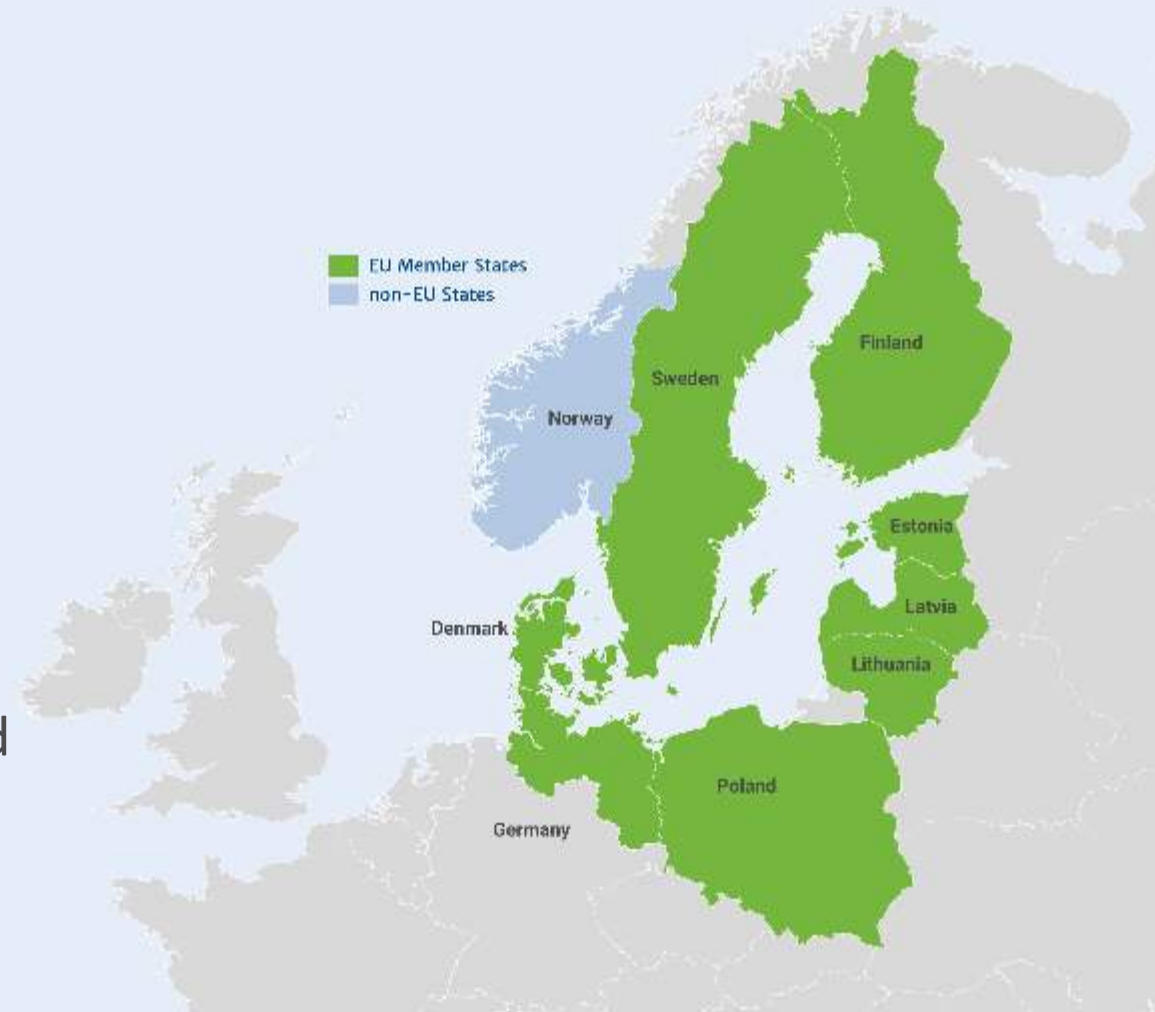 EU Member States
non-EU States
Finland
Sweden
Norway
Estonia
Latvia
Denmark
Lithuania
d
Poland
Germany